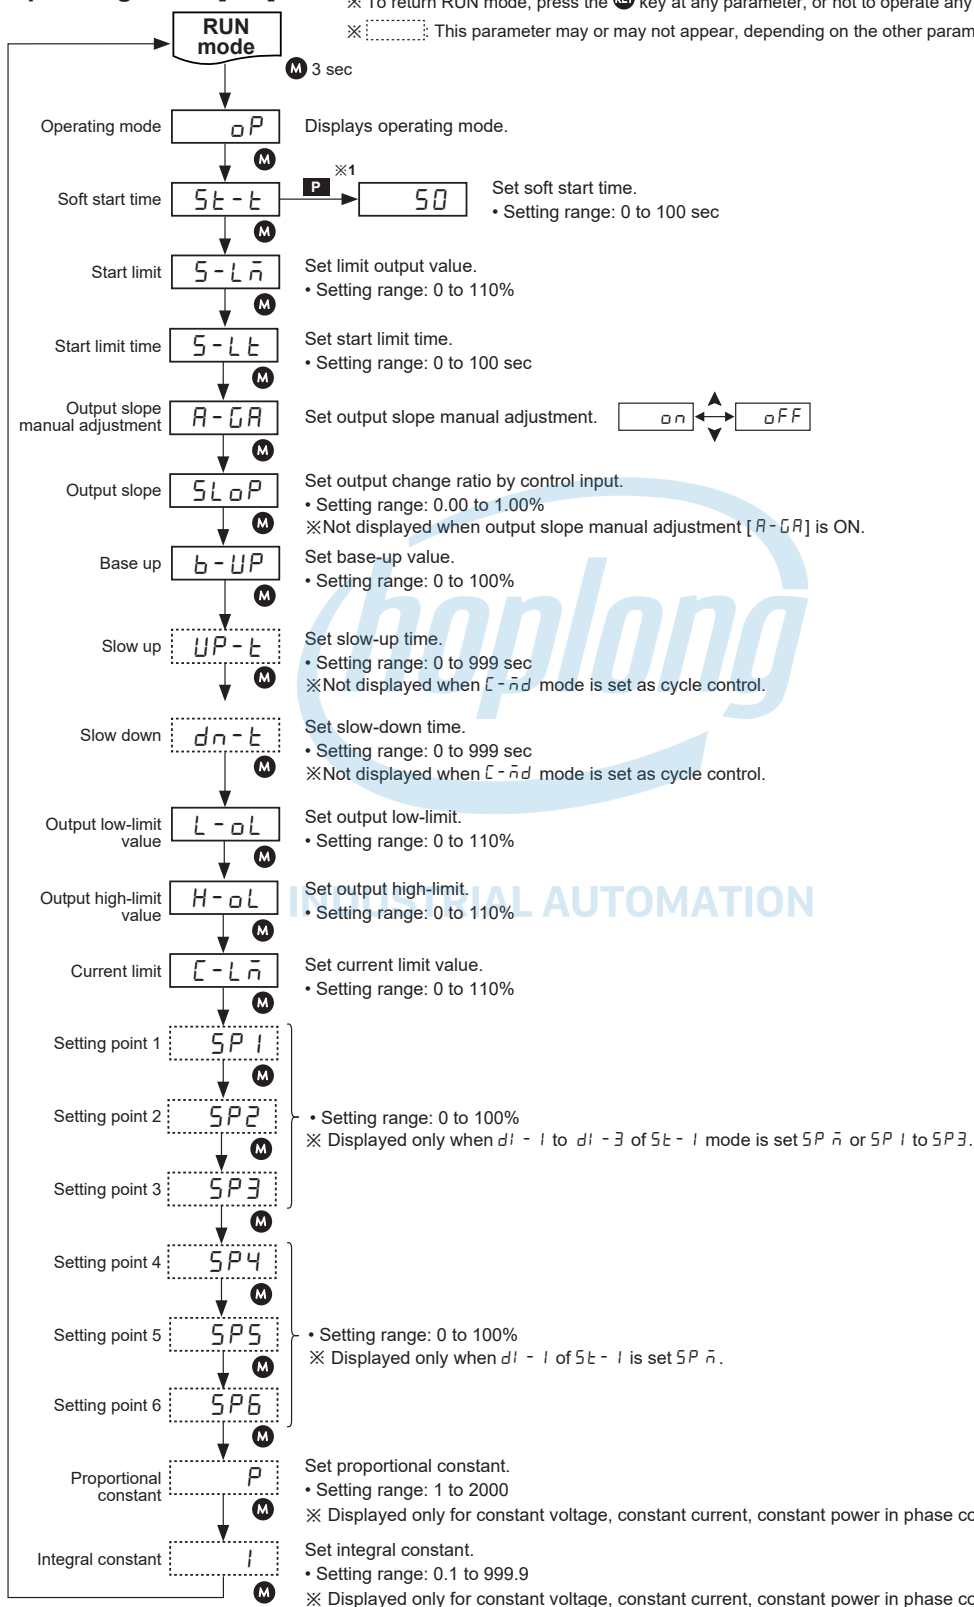 ※ To return RUN mode, press the RET key at any parameter, or not to operate any
※ : This parameter may or may not appear, depending on the other param
RUN
mode
M 3 sec
Operating mode oP Displays operating mode.
M
Soft start time St-t P ※1 50 Set soft start time.
• Setting range: 0 to 100 sec
M
Start limit S-Lm Set limit output value.
• Setting range: 0 to 110%
M
Start limit time S-Lt Set start limit time.
• Setting range: 0 to 100 sec
M
Output slope
manual adjustment A-GA Set output slope manual adjustment. on oFF
M
Output slope SLoP Set output change ratio by control input.
• Setting range: 0.00 to 1.00%
※Not displayed when output slope manual adjustment [A-GA] is ON.
M
Base up b-UP Set base-up value.
• Setting range: 0 to 100%
M
Slow up UP-t Set slow-up time.
• Setting range: 0 to 999 sec
※Not displayed when C-md mode is set as cycle control.
M
Slow down dn-t Set slow-down time.
• Setting range: 0 to 999 sec
※Not displayed when C-md mode is set as cycle control.
M
Output low-limit
value L-oL Set output low-limit.
• Setting range: 0 to 110%
M
Output high-limit
value H-oL Set output high-limit.
• Setting range: 0 to 110%
M
Current limit C-Lm Set current limit value.
• Setting range: 0 to 110%
M
Setting point 1 SP1
M
Setting point 2 SP2 • Setting range: 0 to 100%
※ Displayed only when dI-1 to dI-3 of St-1 mode is set SPm or SP1 to SP3.
M
Setting point 3 SP3
M
Setting point 4 SP4
M
Setting point 5 SP5 • Setting range: 0 to 100%
※ Displayed only when dI-1 of St-1 is set SPm.
M
Setting point 6 SP6
M
Proportional
constant P Set proportional constant.
• Setting range: 1 to 2000
※ Displayed only for constant voltage, constant current, constant power in phase co
M
Integral constant I Set integral constant.
• Setting range: 0.1 to 999.9
※ Displayed only for constant voltage, constant current, constant power in phase co
M
hoplong
INDUSTRIAL AUTOMATION